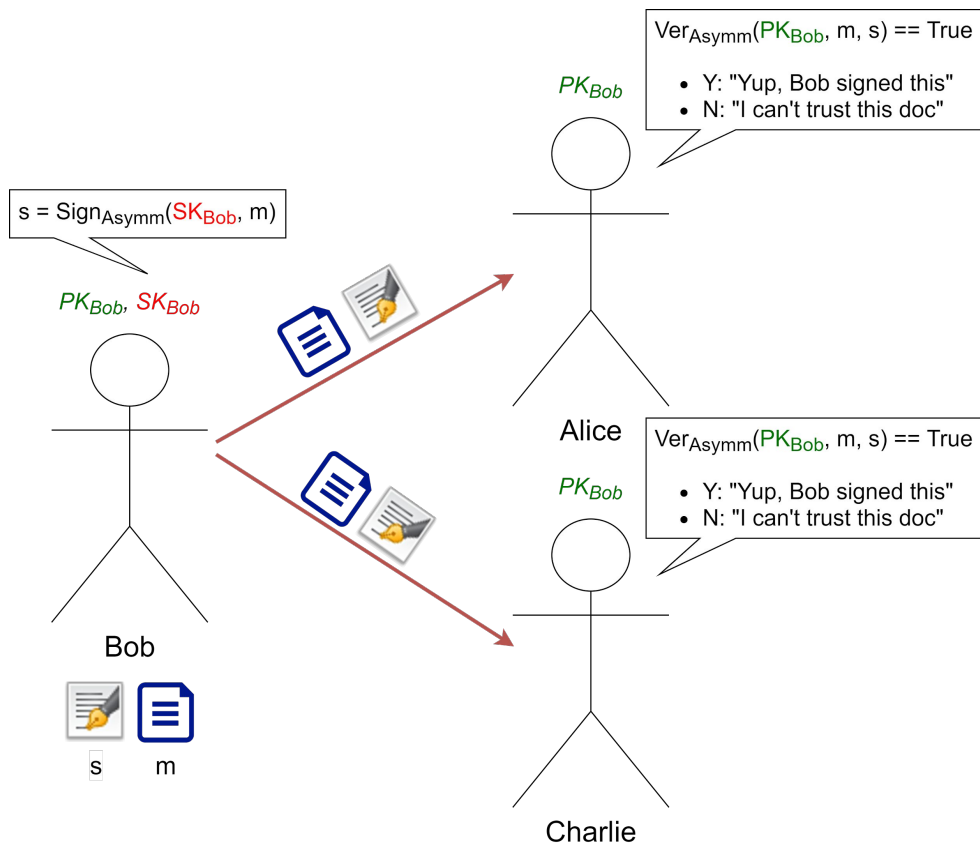 s = Sign_Asymm(SK_Bob, m)
PK_Bob, SK_Bob
Bob
s
m
Ver_Asymm(PK_Bob, m, s) == True
• Y: "Yup, Bob signed this"
• N: "I can't trust this doc"
PK_Bob
Alice
Ver_Asymm(PK_Bob, m, s) == True
• Y: "Yup, Bob signed this"
• N: "I can't trust this doc"
PK_Bob
Charlie